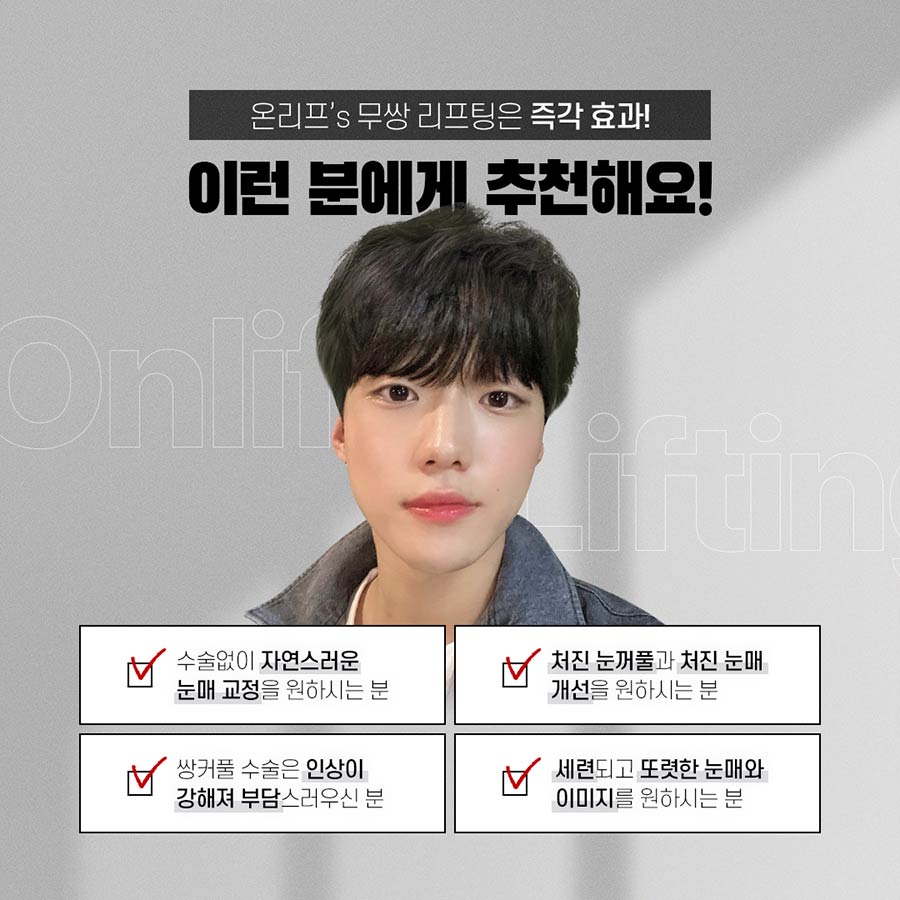 온리프's 무쌍 리프팅은 즉각 효과!
이런 분에게 추천해요!
Onlif
Lifting
수술없이 자연스러운
눈매 교정을 원하시는 분
처진 눈꺼풀과 처진 눈매
개선을 원하시는 분
쌍커풀 수술은 인상이
강해져 부담스러우신 분
세련되고 또렷한 눈매와
이미지를 원하시는 분